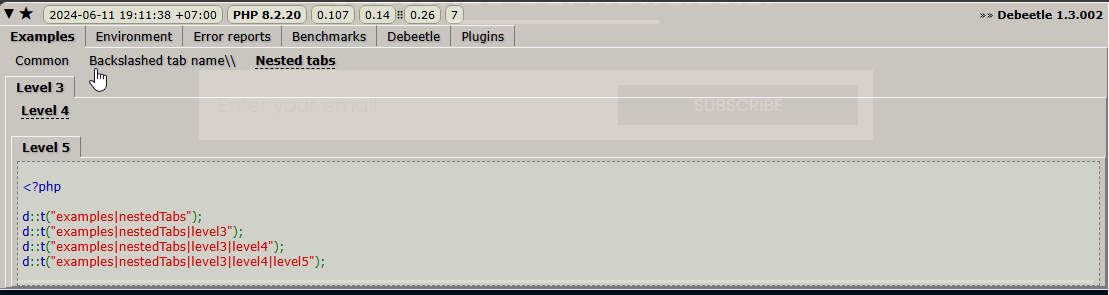 2024-06-11 19:11:38 +07:00 PHP 8.2.20 0.107 0.14 0.26 7 »» Debeetle 1.3.002
Examples Environment Error reports Benchmarks Debeetle Plugins
Common Backslashed tab name\\ Nested tabs
Level 3
Enter your email SUBSCRIBE
Level 4
Level 5
<?php
d::t("examples|nestedTabs");
d::t("examples|nestedTabs|level3");
d::t("examples|nestedTabs|level3|level4");
d::t("examples|nestedTabs|level3|level4|level5");